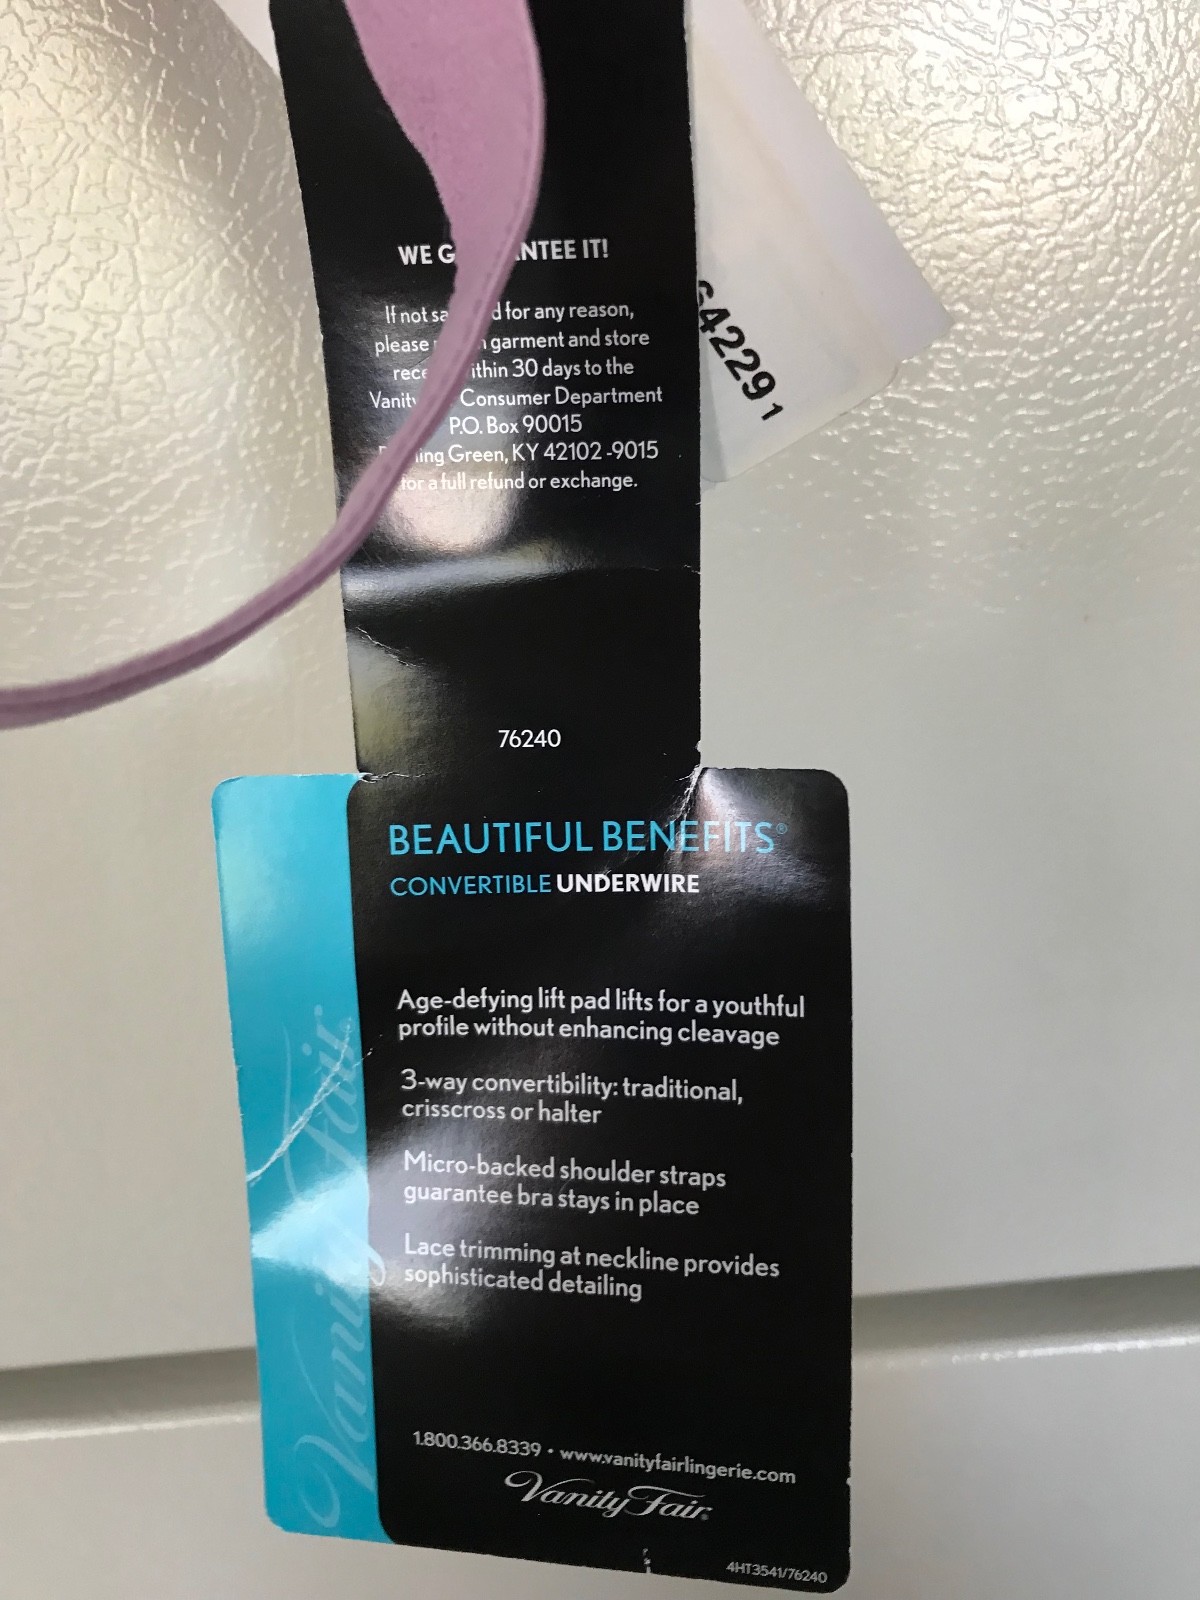 WE G NTEE IT!
If not sa d for any reason,
please garment and store
rece ithin 30 days to the
Vanit Consumer Department
P.O. Box 90015
ing Green, KY 42102 -9015
for a full refund or exchange.
642291
76240
BEAUTIFUL BENEFITS®
CONVERTIBLE UNDERWIRE
Age-defying lift pad lifts for a youthful
profile without enhancing cleavage
3-way convertibility: traditional,
crisscross or halter
Micro-backed shoulder straps
guarantee bra stays in place
Lace trimming at neckline provides
sophisticated detailing
Vanity Fair®
1.800.366.8339 • www.vanityfairlingerie.com
Vanity Fair®
4HT3541/76240